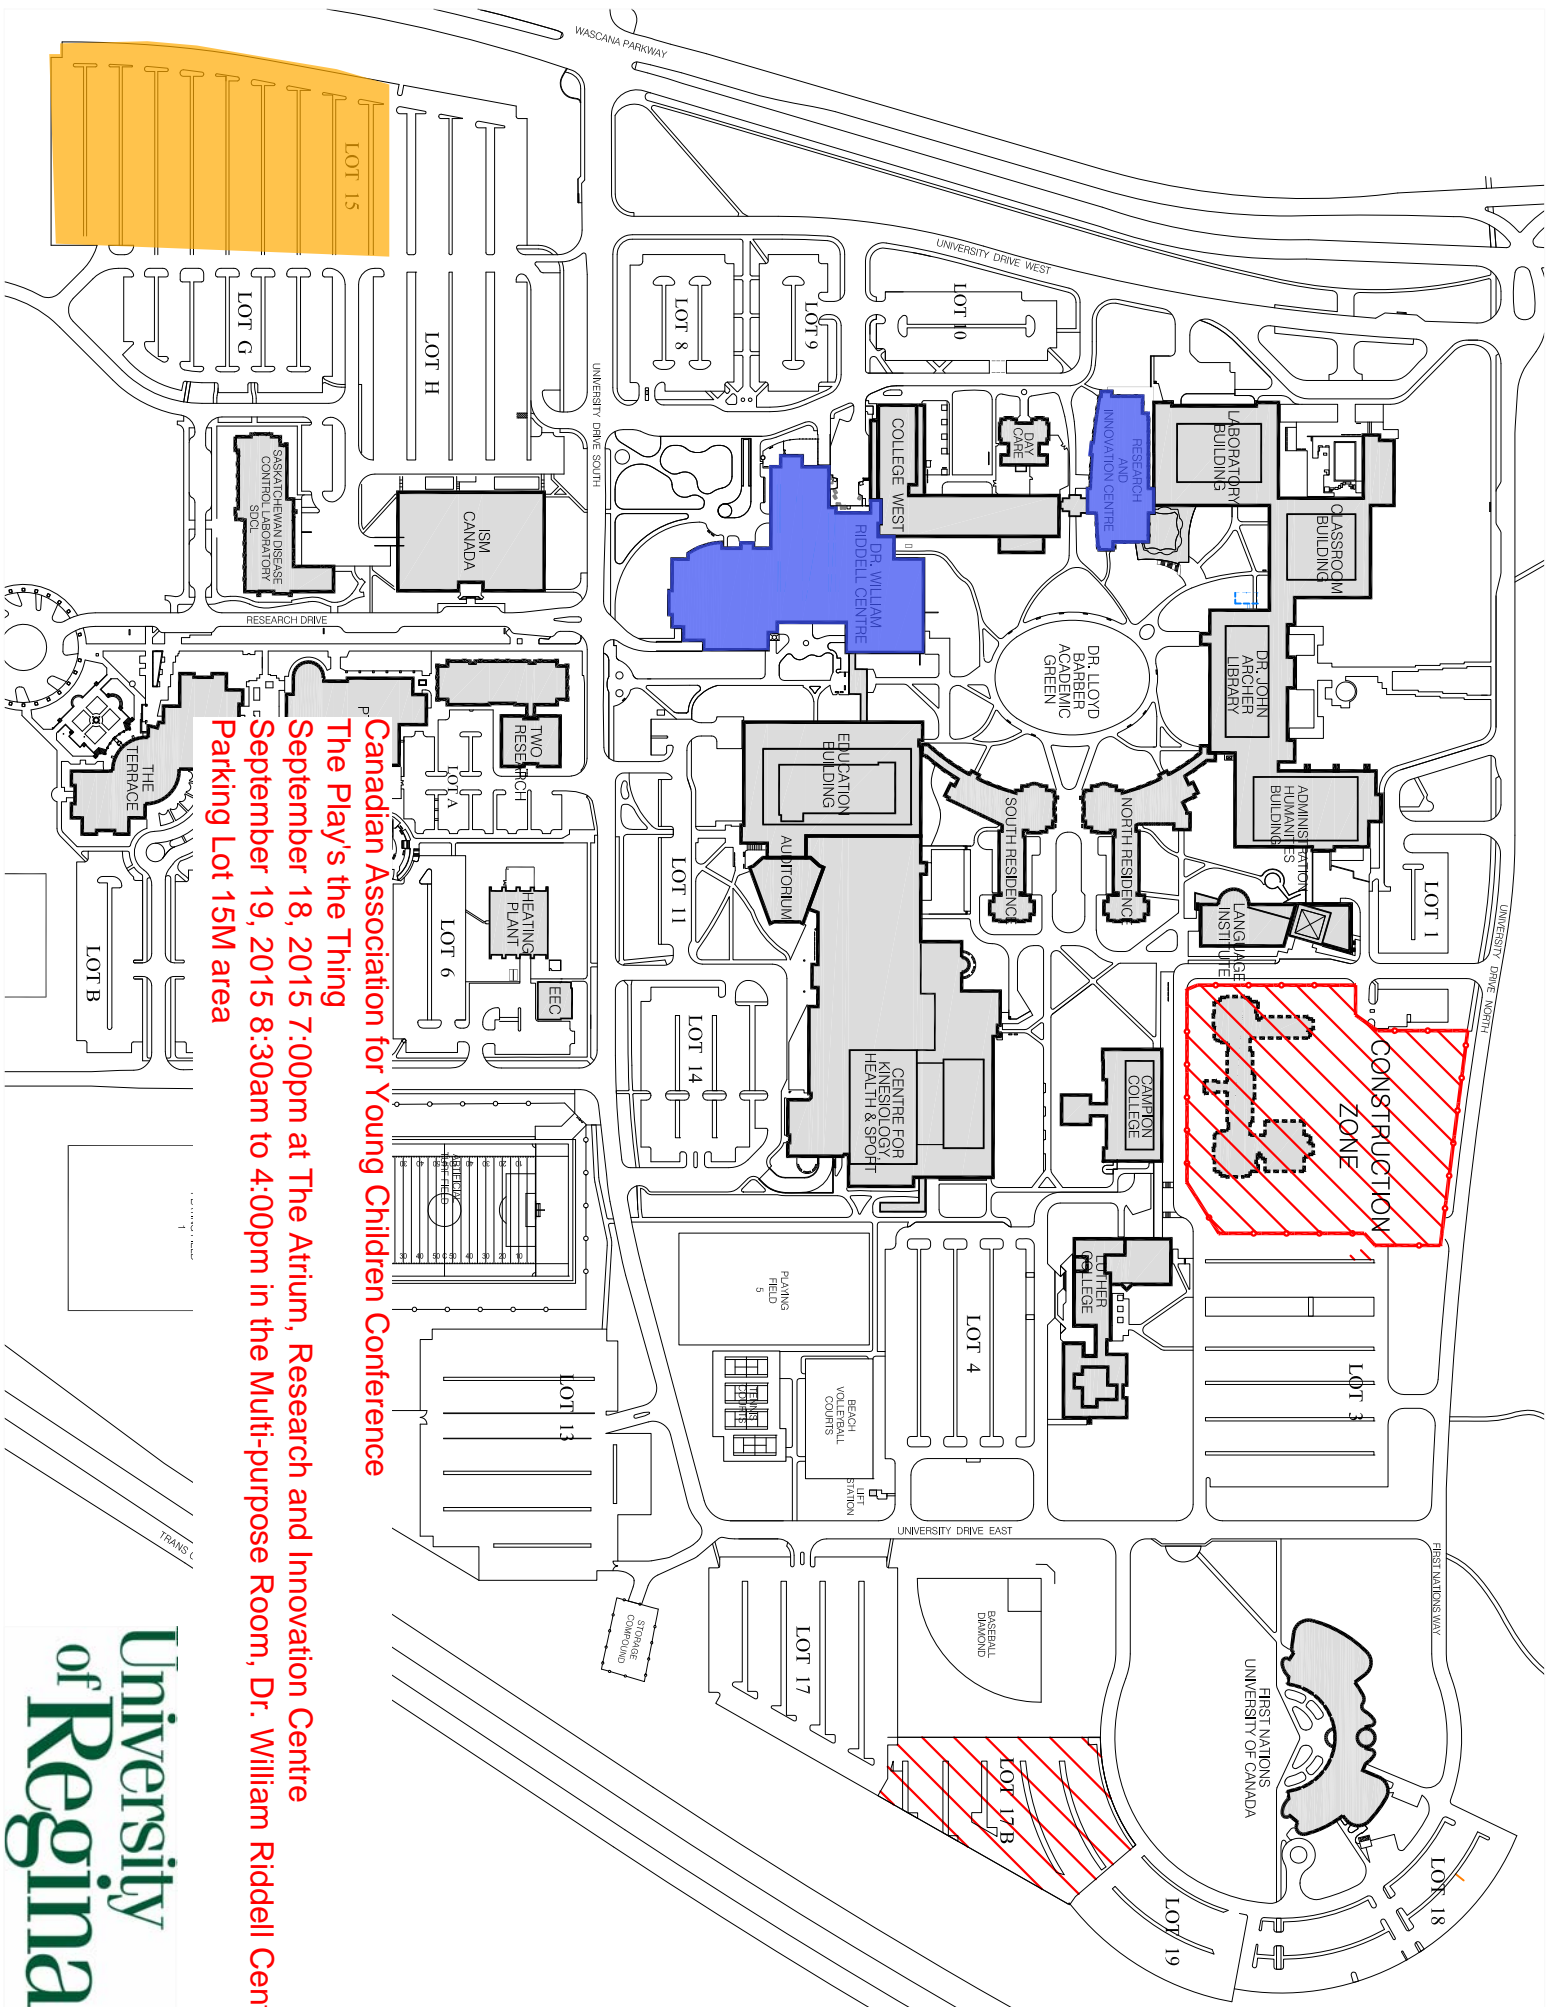 WASCANA PARKWAY
UNIVERSITY DRIVE WEST
LOT 15
LOT G
LOT H
LOT 8
LOT 9
LOT 10
UNIVERSITY DRIVE SOUTH
SASKATCHEWAN DISEASE
CONTROL LABORATORY
SDCL
ISM
CANADA
COLLEGE WEST
DAY
CARE
RESEARCH
AND
INNOVATION CENTRE
LABORATORY
BUILDING
CLASSROOM
BUILDING
DR. WILLIAM
RIDDELL CENTRE
RESEARCH DRIVE
DR. LLOYD
BARBER
ACADEMIC
GREEN
DR. JOHN
ARCHER
LIBRARY
THE
TERRACE
TWO
RESEARCH
LOT A
EDUCATION
BUILDING
AUDITORIUM
SOUTH RESIDENCE
NORTH RESIDENCE
ADMINISTRATION
HUMANITIES
BUILDING
LOT 1
LANGUAGE
INSTITUTE
UNIVERSITY DRIVE NORTH
LOT B
LOT 6
HEATING
PLANT
EEC
LOT 11
LOT 14
CENTRE FOR
KINESIOLOGY,
HEALTH & SPORT
CAMPION
COLLEGE
CONSTRUCTION
ZONE
ARTIFICIAL
TURF FIELD
PLAYING
FIELD
5
LUTHER
COLLEGE
LOT 4
LOT 3
LOT 13
TENNIS
COURTS
BEACH
VOLLEYBALL
COURTS
LIFT
STATION
UNIVERSITY DRIVE EAST
FIRST NATIONS WAY
TRANS C
STORAGE
COMPOUND
LOT 17
BASEBALL
DIAMOND
LOT 17 B
FIRST NATIONS
UNIVERSITY OF CANADA
LOT 18
LOT 19
Canadian Association for Young Children Conference
The Play's the Thing
September 18, 2015 7:00pm at The Atrium, Research and Innovation Centre
September 19, 2015 8:30am to 4:00pm in the Multi-purpose Room, Dr. William Riddell Cent
Parking Lot 15M area
University
of Regina